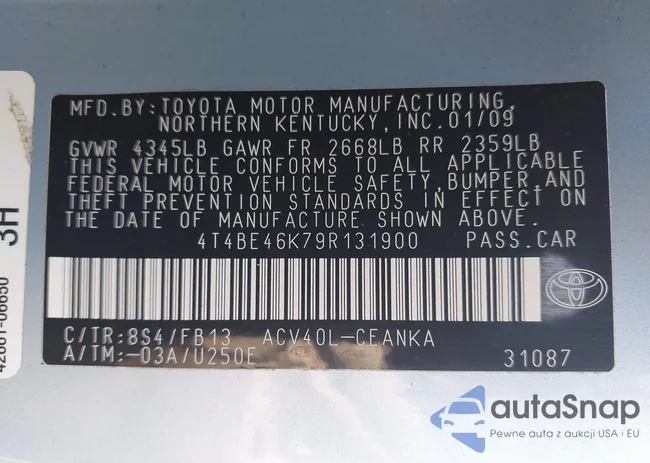 MFD. BY: TOYOTA MOTOR MANUFACTURING,
NORTHERN KENTUCKY, INC. 01/09
GVWR 4345LB GAWR FR 2668LB RR 2359LB
THIS VEHICLE CONFORMS TO ALL APPLICABLE
FEDERAL MOTOR VEHICLE SAFETY, BUMPER, AND
THEFT PREVENTION STANDARDS IN EFFECT ON
THE DATE OF MANUFACTURE SHOWN ABOVE.
4T4BE46K79R131900 PASS. CAR
C/TR: 8S4/FB13 ACV40L-CEANKA
A/TM: -03A/U250E 31087
3H
42661-06650
autaSnap
Pewne auta z aukcji USA i EU